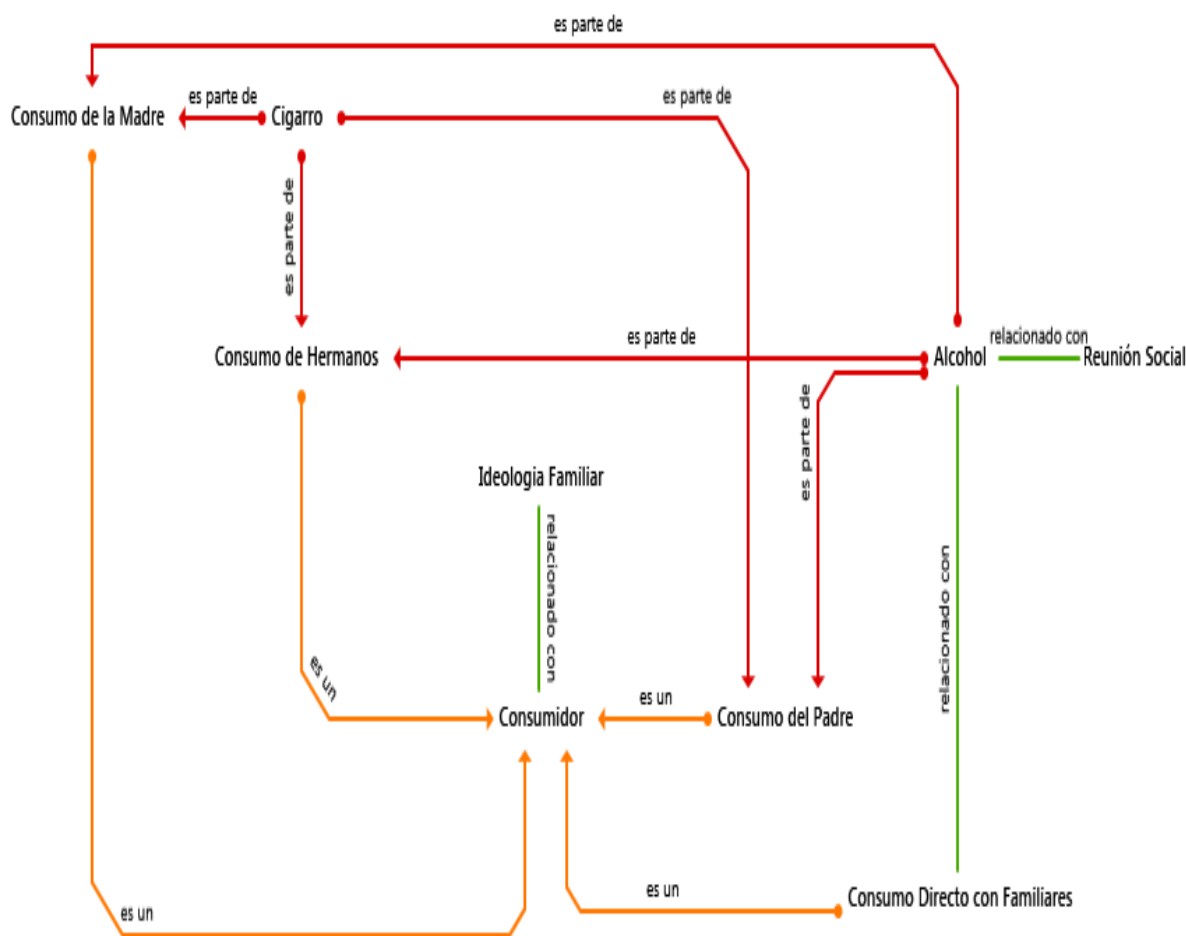 es parte de
es parte de
es parte de
Consumo de la Madre
Cigarro
es parte de
es parte de
relacionado con
Consumo de Hermanos
Alcohol
Reunión Social
es parte de
Ideologia Familiar
relacionado con
relacionado con
es un
es un
Consumidor
Consumo del Padre
es un
Consumo Directo con Familiares
es un